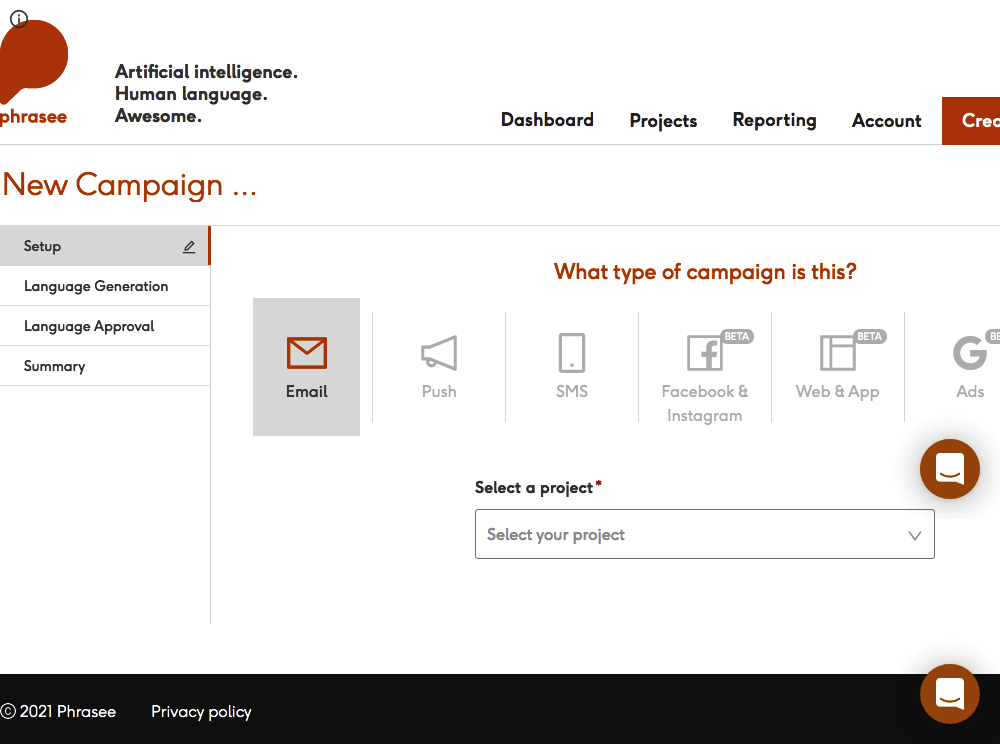 phrasee
Artificial intelligence.
Human language.
Awesome.
Dashboard
Projects
Reporting
Account
New Campaign ...
Setup
Language Generation
Language Approval
Summary
What type of campaign is this?
Email
Push
SMS
BETA
Facebook &
Instagram
BETA
Web & App
Ads
Select a project*
Select your project
© 2021 Phrasee
Privacy policy